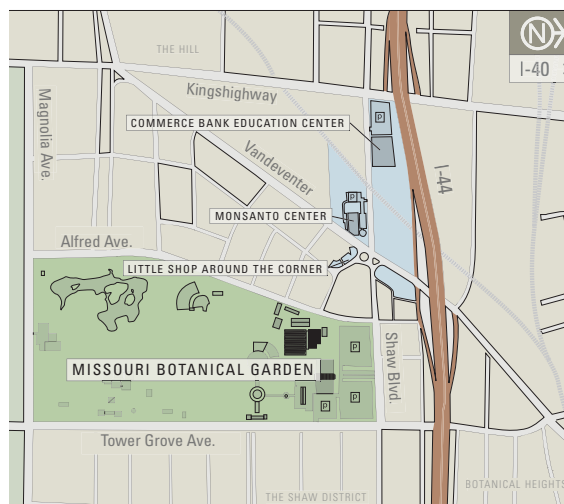 THE HILL
N
I-40
Kingshighway
Magnolia Ave.
P
COMMERCE BANK EDUCATION CENTER
Vandeventer
I-44
P
MONSANTO CENTER
Alfred Ave.
LITTLE SHOP AROUND THE CORNER
P
MISSOURI BOTANICAL GARDEN
Shaw Blvd.
P
P
Tower Grove Ave.
BOTANICAL HEIGHTS
THE SHAW DISTRICT